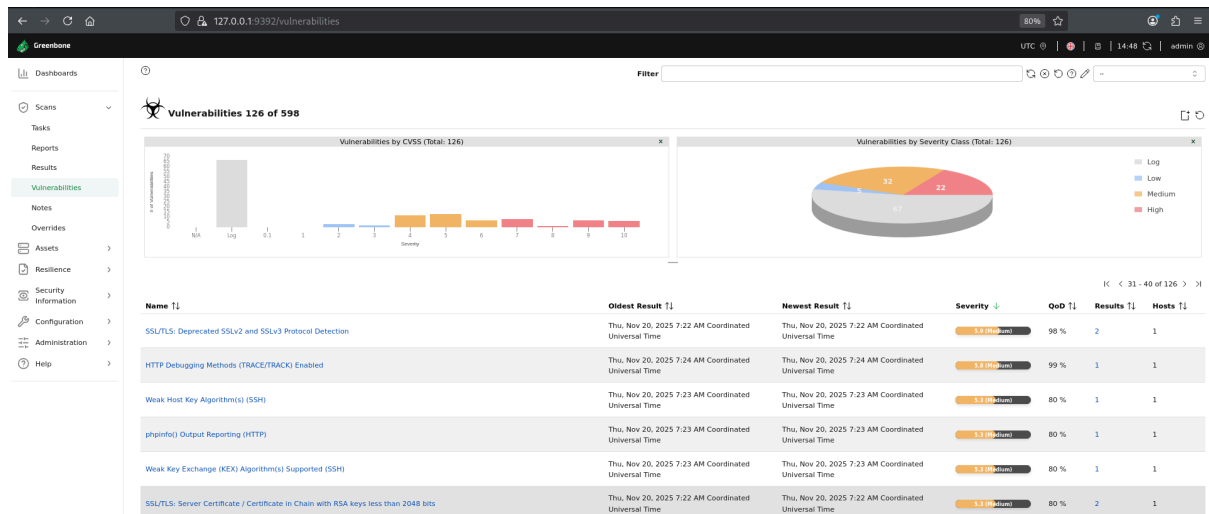 127.0.0.1:9392/vulnerabilities
80%
Greenbone
UTC
14:48
admin
Dashboards
Scans
Tasks
Reports
Results
Vulnerabilities
Notes
Overrides
Assets
Resilience
Security
Information
Configuration
Administration
Help
Filter
--
Vulnerabilities 126 of 598
Vulnerabilities by CVSS (Total: 126)
x
# of Vulnerabilities
N/A Log 0.1 1 2 3 4 5 6 7 8 9 10
Severity
Vulnerabilities by Severity Class (Total: 126)
x
32
22
5
67
Log
Low
Medium
High
31 - 40 of 126
Name Oldest Result Newest Result Severity QoD Results Hosts
SSL/TLS: Deprecated SSLv2 and SSLv3 Protocol Detection Thu, Nov 20, 2025 7:22 AM Coordinated Universal Time Thu, Nov 20, 2025 7:22 AM Coordinated Universal Time 5.9 (Medium) 98 % 2 1
HTTP Debugging Methods (TRACE/TRACK) Enabled Thu, Nov 20, 2025 7:24 AM Coordinated Universal Time Thu, Nov 20, 2025 7:24 AM Coordinated Universal Time 5.8 (Medium) 99 % 1 1
Weak Host Key Algorithm(s) (SSH) Thu, Nov 20, 2025 7:23 AM Coordinated Universal Time Thu, Nov 20, 2025 7:23 AM Coordinated Universal Time 5.3 (Medium) 80 % 1 1
phpinfo() Output Reporting (HTTP) Thu, Nov 20, 2025 7:23 AM Coordinated Universal Time Thu, Nov 20, 2025 7:23 AM Coordinated Universal Time 5.3 (Medium) 80 % 1 1
Weak Key Exchange (KEX) Algorithm(s) Supported (SSH) Thu, Nov 20, 2025 7:23 AM Coordinated Universal Time Thu, Nov 20, 2025 7:23 AM Coordinated Universal Time 5.3 (Medium) 80 % 1 1
SSL/TLS: Server Certificate / Certificate in Chain with RSA keys less than 2048 bits Thu, Nov 20, 2025 7:22 AM Coordinated Universal Time Thu, Nov 20, 2025 7:22 AM Coordinated Universal Time 5.3 (Medium) 80 % 2 1